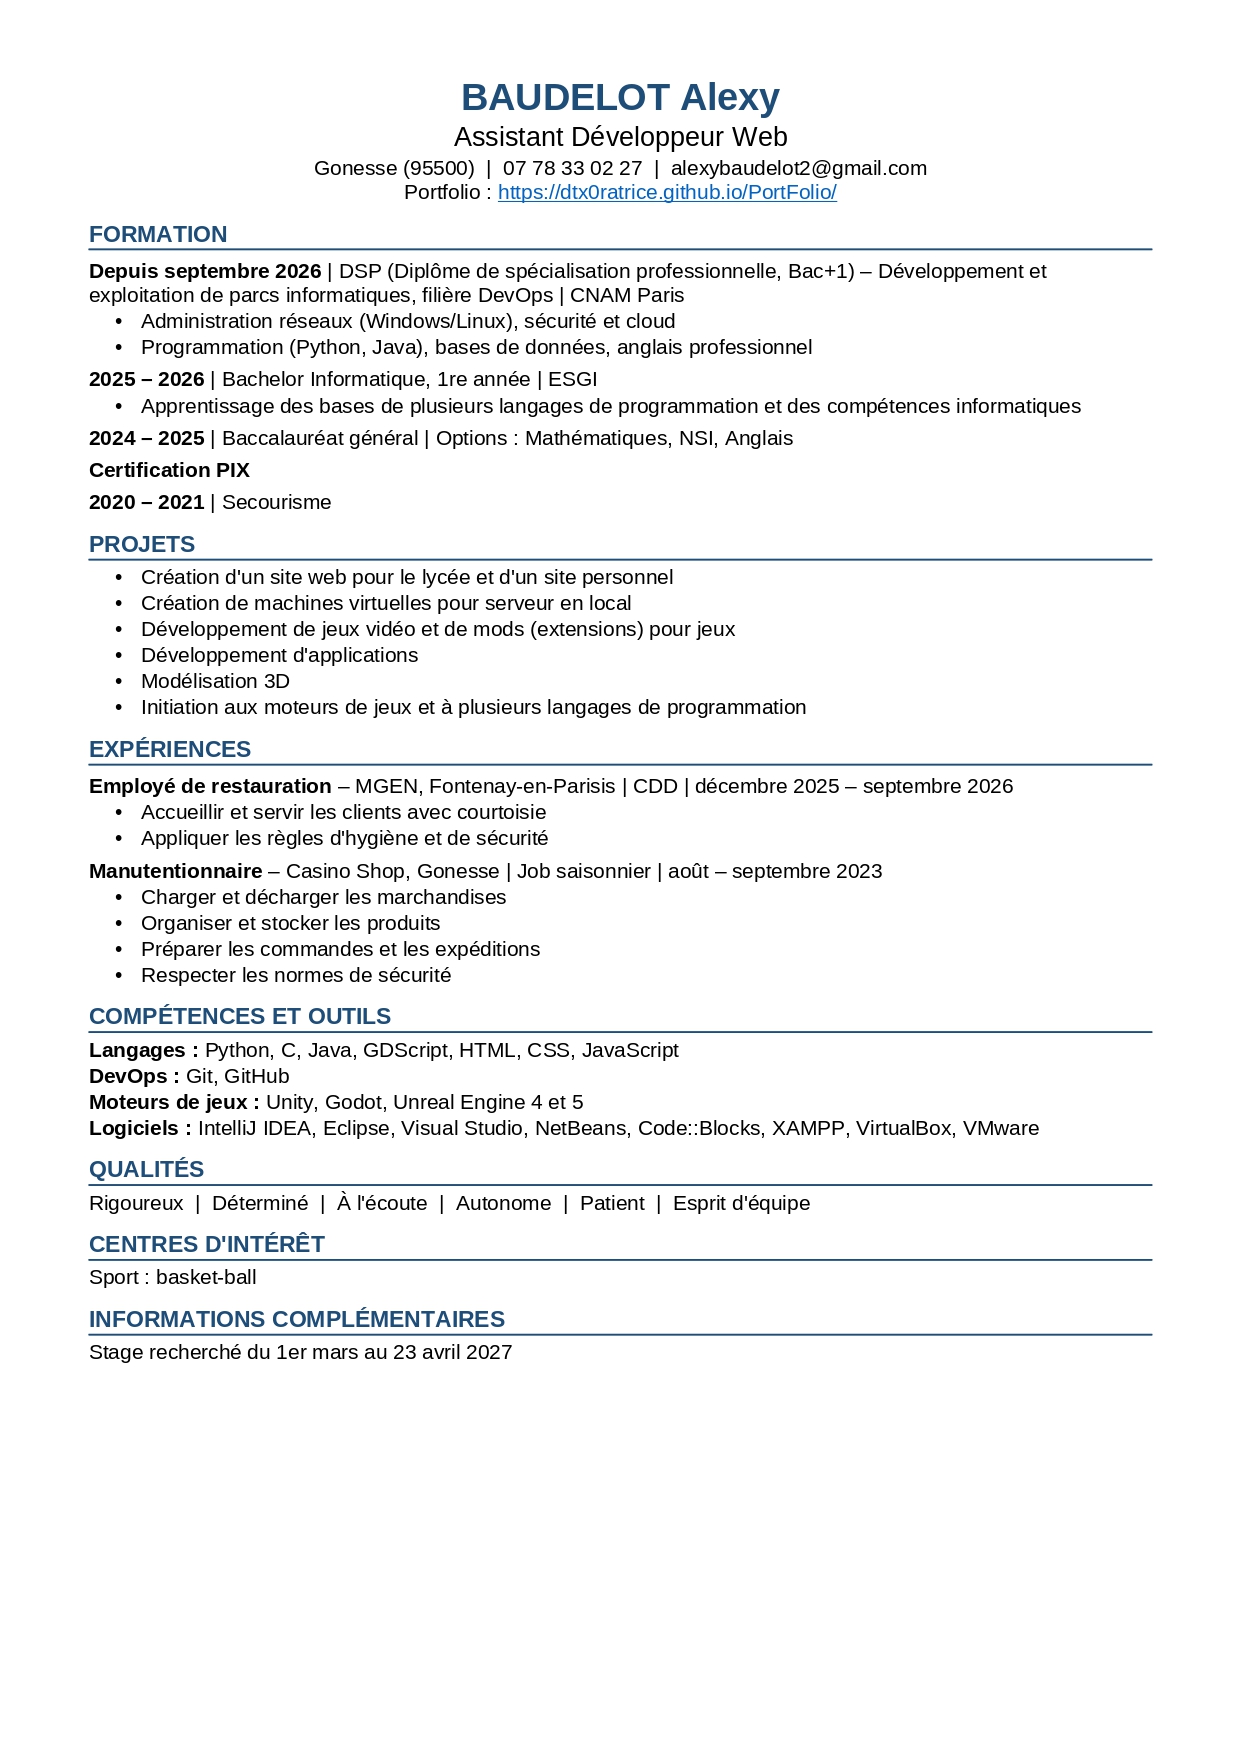 BAUDELOT Alexy
Assistant Développeur Web
Gonesse (95500) | 07 78 33 02 27 | alexybaudelot2@gmail.com
Portfolio : https://dtx0ratrice.github.io/PortFolio/
FORMATION
Depuis septembre 2026 | DSP (Diplôme de spécialisation professionnelle, Bac+1) – Développement et
exploitation de parcs informatiques, filière DevOps | CNAM Paris
• Administration réseaux (Windows/Linux), sécurité et cloud
• Programmation (Python, Java), bases de données, anglais professionnel
2025 – 2026 | Bachelor Informatique, 1re année | ESGI
• Apprentissage des bases de plusieurs langages de programmation et des compétences informatiques
2024 – 2025 | Baccalauréat général | Options : Mathématiques, NSI, Anglais
Certification PIX
2020 – 2021 | Secourisme
PROJETS
• Création d'un site web pour le lycée et d'un site personnel
• Création de machines virtuelles pour serveur en local
• Développement de jeux vidéo et de mods (extensions) pour jeux
• Développement d'applications
• Modélisation 3D
• Initiation aux moteurs de jeux et à plusieurs langages de programmation
EXPÉRIENCES
Employé de restauration – MGEN, Fontenay-en-Parisis | CDD | décembre 2025 – septembre 2026
• Accueillir et servir les clients avec courtoisie
• Appliquer les règles d'hygiène et de sécurité
Manutentionnaire – Casino Shop, Gonesse | Job saisonnier | août – septembre 2023
• Charger et décharger les marchandises
• Organiser et stocker les produits
• Préparer les commandes et les expéditions
• Respecter les normes de sécurité
COMPÉTENCES ET OUTILS
Langages : Python, C, Java, GDScript, HTML, CSS, JavaScript
DevOps : Git, GitHub
Moteurs de jeux : Unity, Godot, Unreal Engine 4 et 5
Logiciels : IntelliJ IDEA, Eclipse, Visual Studio, NetBeans, Code::Blocks, XAMPP, VirtualBox, VMware
QUALITÉS
Rigoureux | Déterminé | À l'écoute | Autonome | Patient | Esprit d'équipe
CENTRES D'INTÉRÊT
Sport : basket-ball
INFORMATIONS COMPLÉMENTAIRES
Stage recherché du 1er mars au 23 avril 2027